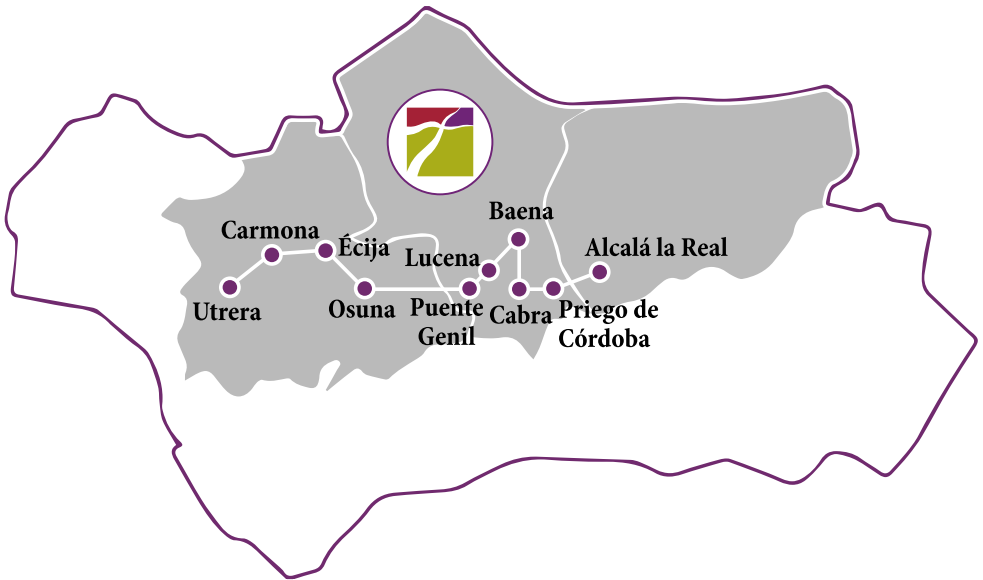 Baena
Carmona
Écija
Lucena
Alcalá la Real
Utrera
Osuna
Puente
Genil
Cabra
Priego de
Córdoba